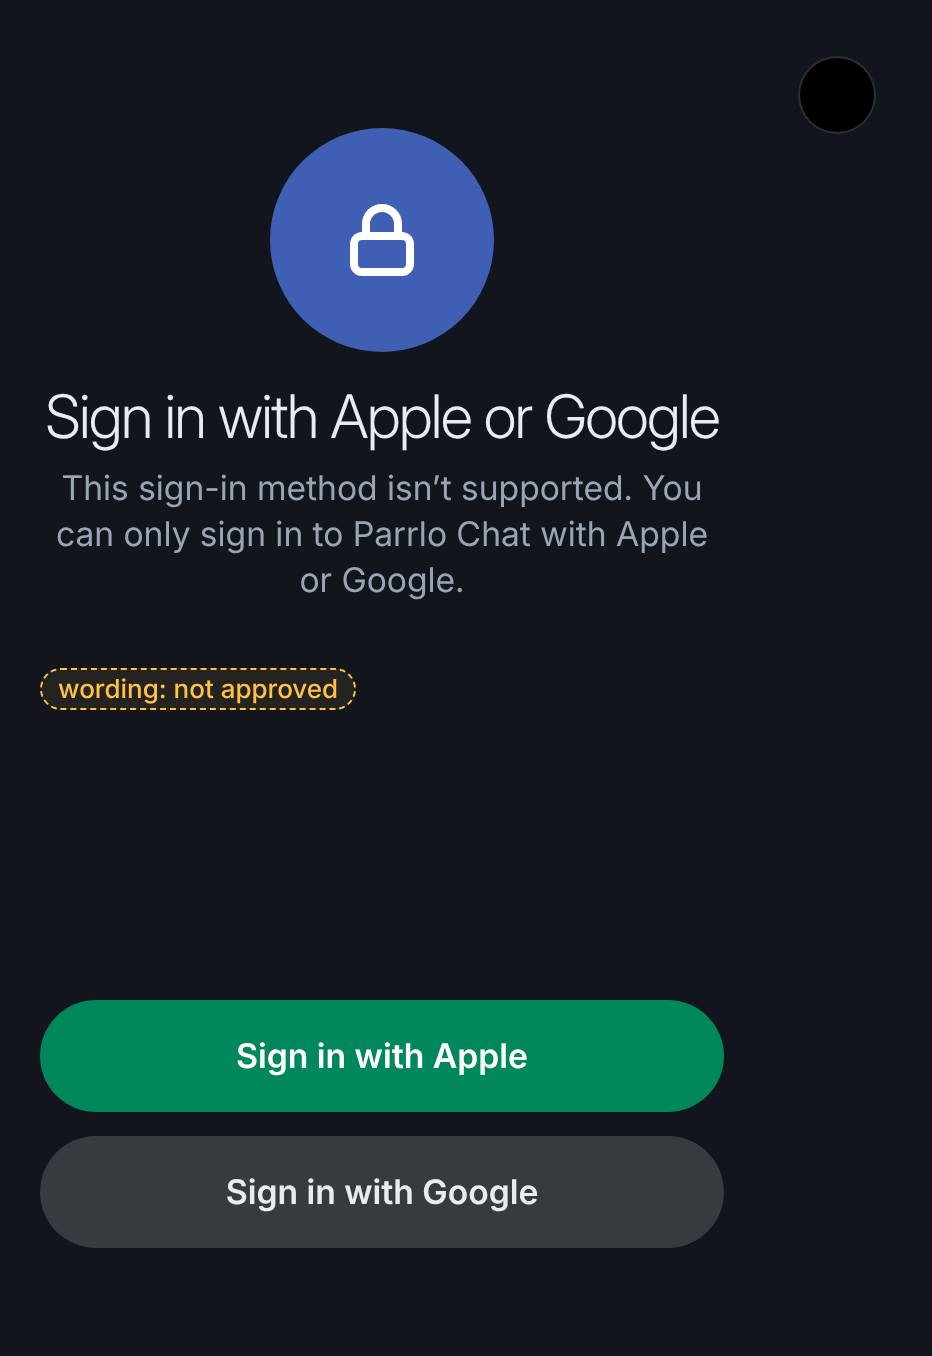 Sign in with Apple or Google
This sign-in method isn’t supported. You
can only sign in to Parrlo Chat with Apple
or Google.
wording: not approved
Sign in with Apple
Sign in with Google